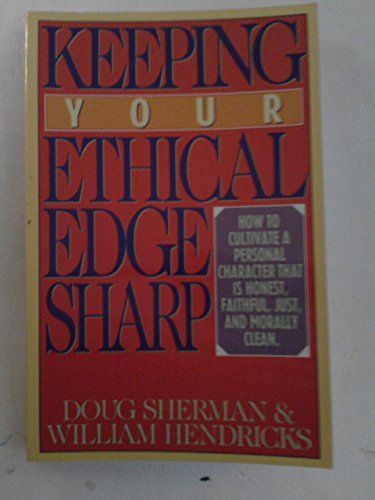 KEEPING
YOUR
ETHICAL
EDGE
SHARP
HOW TO
CULTIVATE A
PERSONAL
CHARACTER THAT
IS HONEST,
FAITHFUL, JUST,
AND MORALLY
CLEAN.
DOUG SHERMAN &
WILLIAM HENDRICKS